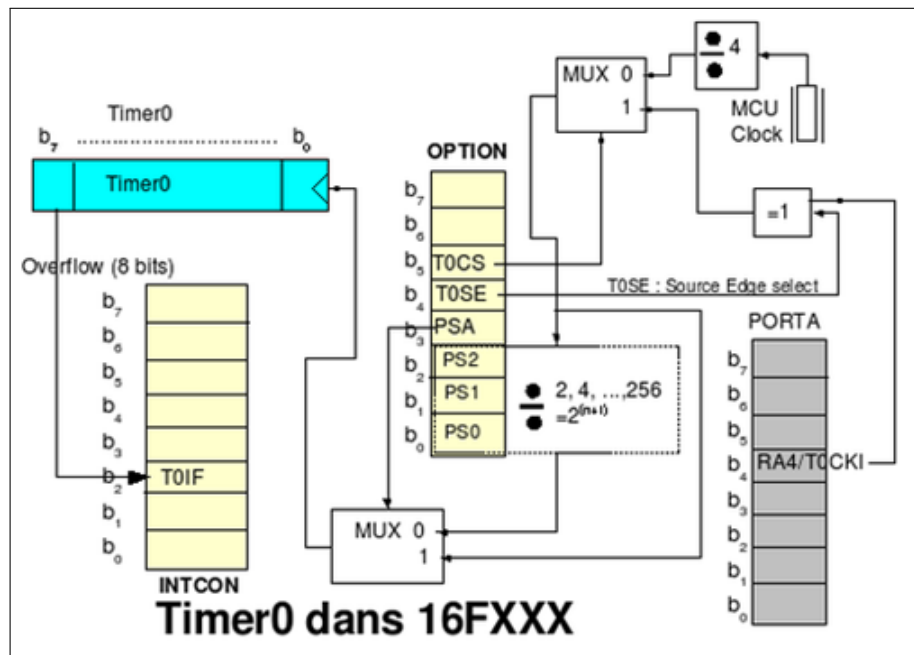 ÷ 4
MUX 0
1
MCU
Clock
Timer0
b7 ............................ b0
Timer0
OPTION
b7
b6
b5 T0CS
b4 T0SE
b3 PSA
b2 PS2
b1 PS1
b0 PS0
=1
T0SE : Source Edge select
÷ 2, 4, ...,256
=2(n+1)
Overflow (8 bits)
b7
b6
b5
b4
b3
b2 T0IF
b1
b0
INTCON
MUX 0
1
PORTA
b7
b6
b5
b4 RA4/T0CKI
b3
b2
b1
b0
Timer0 dans 16FXXX